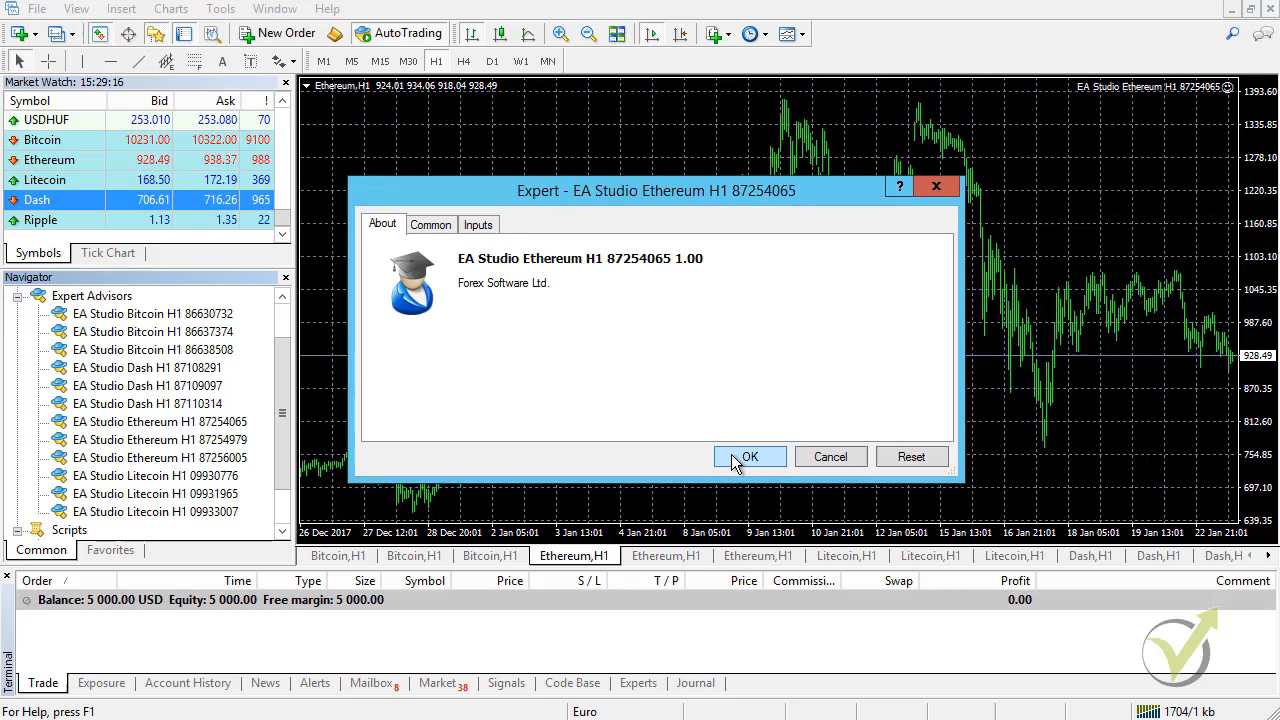 File View Insert Charts Tools Window Help
New Order AutoTrading
A T M1 M5 M15 M30 H1 H4 D1 W1 MN
Market Watch: 15:29:16
Symbol Bid Ask !
USDHUF 253.010 253.080 70
Bitcoin 10231.00 10322.00 9100
Ethereum 928.49 938.37 988
Litecoin 168.50 172.19 369
Dash 706.61 716.26 965
Ripple 1.13 1.35 22
Symbols Tick Chart
Navigator
Expert Advisors
EA Studio Bitcoin H1 86630732
EA Studio Bitcoin H1 86637374
EA Studio Bitcoin H1 86638508
EA Studio Dash H1 87108291
EA Studio Dash H1 87109097
EA Studio Dash H1 87110314
EA Studio Ethereum H1 87254065
EA Studio Ethereum H1 87254979
EA Studio Ethereum H1 87256005
EA Studio Litecoin H1 09930776
EA Studio Litecoin H1 09931965
EA Studio Litecoin H1 09933007
Scripts
Common Favorites
Ethereum,H1 924.01 934.06 918.04 928.49
EA Studio Ethereum H1 87254065
1393.60
1335.85
1278.10
1220.35
1160.85
1103.10
1045.35
987.60
928.49
870.35
812.60
754.85
697.10
639.35
Expert - EA Studio Ethereum H1 87254065
? X
About Common Inputs
EA Studio Ethereum H1 87254065 1.00
Forex Software Ltd.
OK Cancel Reset
26 Dec 2017 27 Dec 13:01 28 Dec 20:01 2 Jan 05:01 3 Jan 12:01 4 Jan 21:01 8 Jan 05:01 9 Jan 13:01 10 Jan 21:01 12 Jan 05:01 15 Jan 13:01 16 Jan 21:01 18 Jan 05:01 19 Jan 13:01 22 Jan 21:01
Bitcoin,H1 Bitcoin,H1 Bitcoin,H1 Ethereum,H1 Ethereum,H1 Ethereum,H1 Litecoin,H1 Litecoin,H1 Litecoin,H1 Dash,H1 Dash,H1 Dash,H
Order / Time Type Size Symbol Price S / L T / P Price Commissi... Swap Profit Comment
Balance: 5 000.00 USD Equity: 5 000.00 Free margin: 5 000.00 0.00
Terminal
Trade Exposure Account History News Alerts Mailbox 8 Market 38 Signals Code Base Experts Journal
For Help, press F1 Euro 1704/1 kb